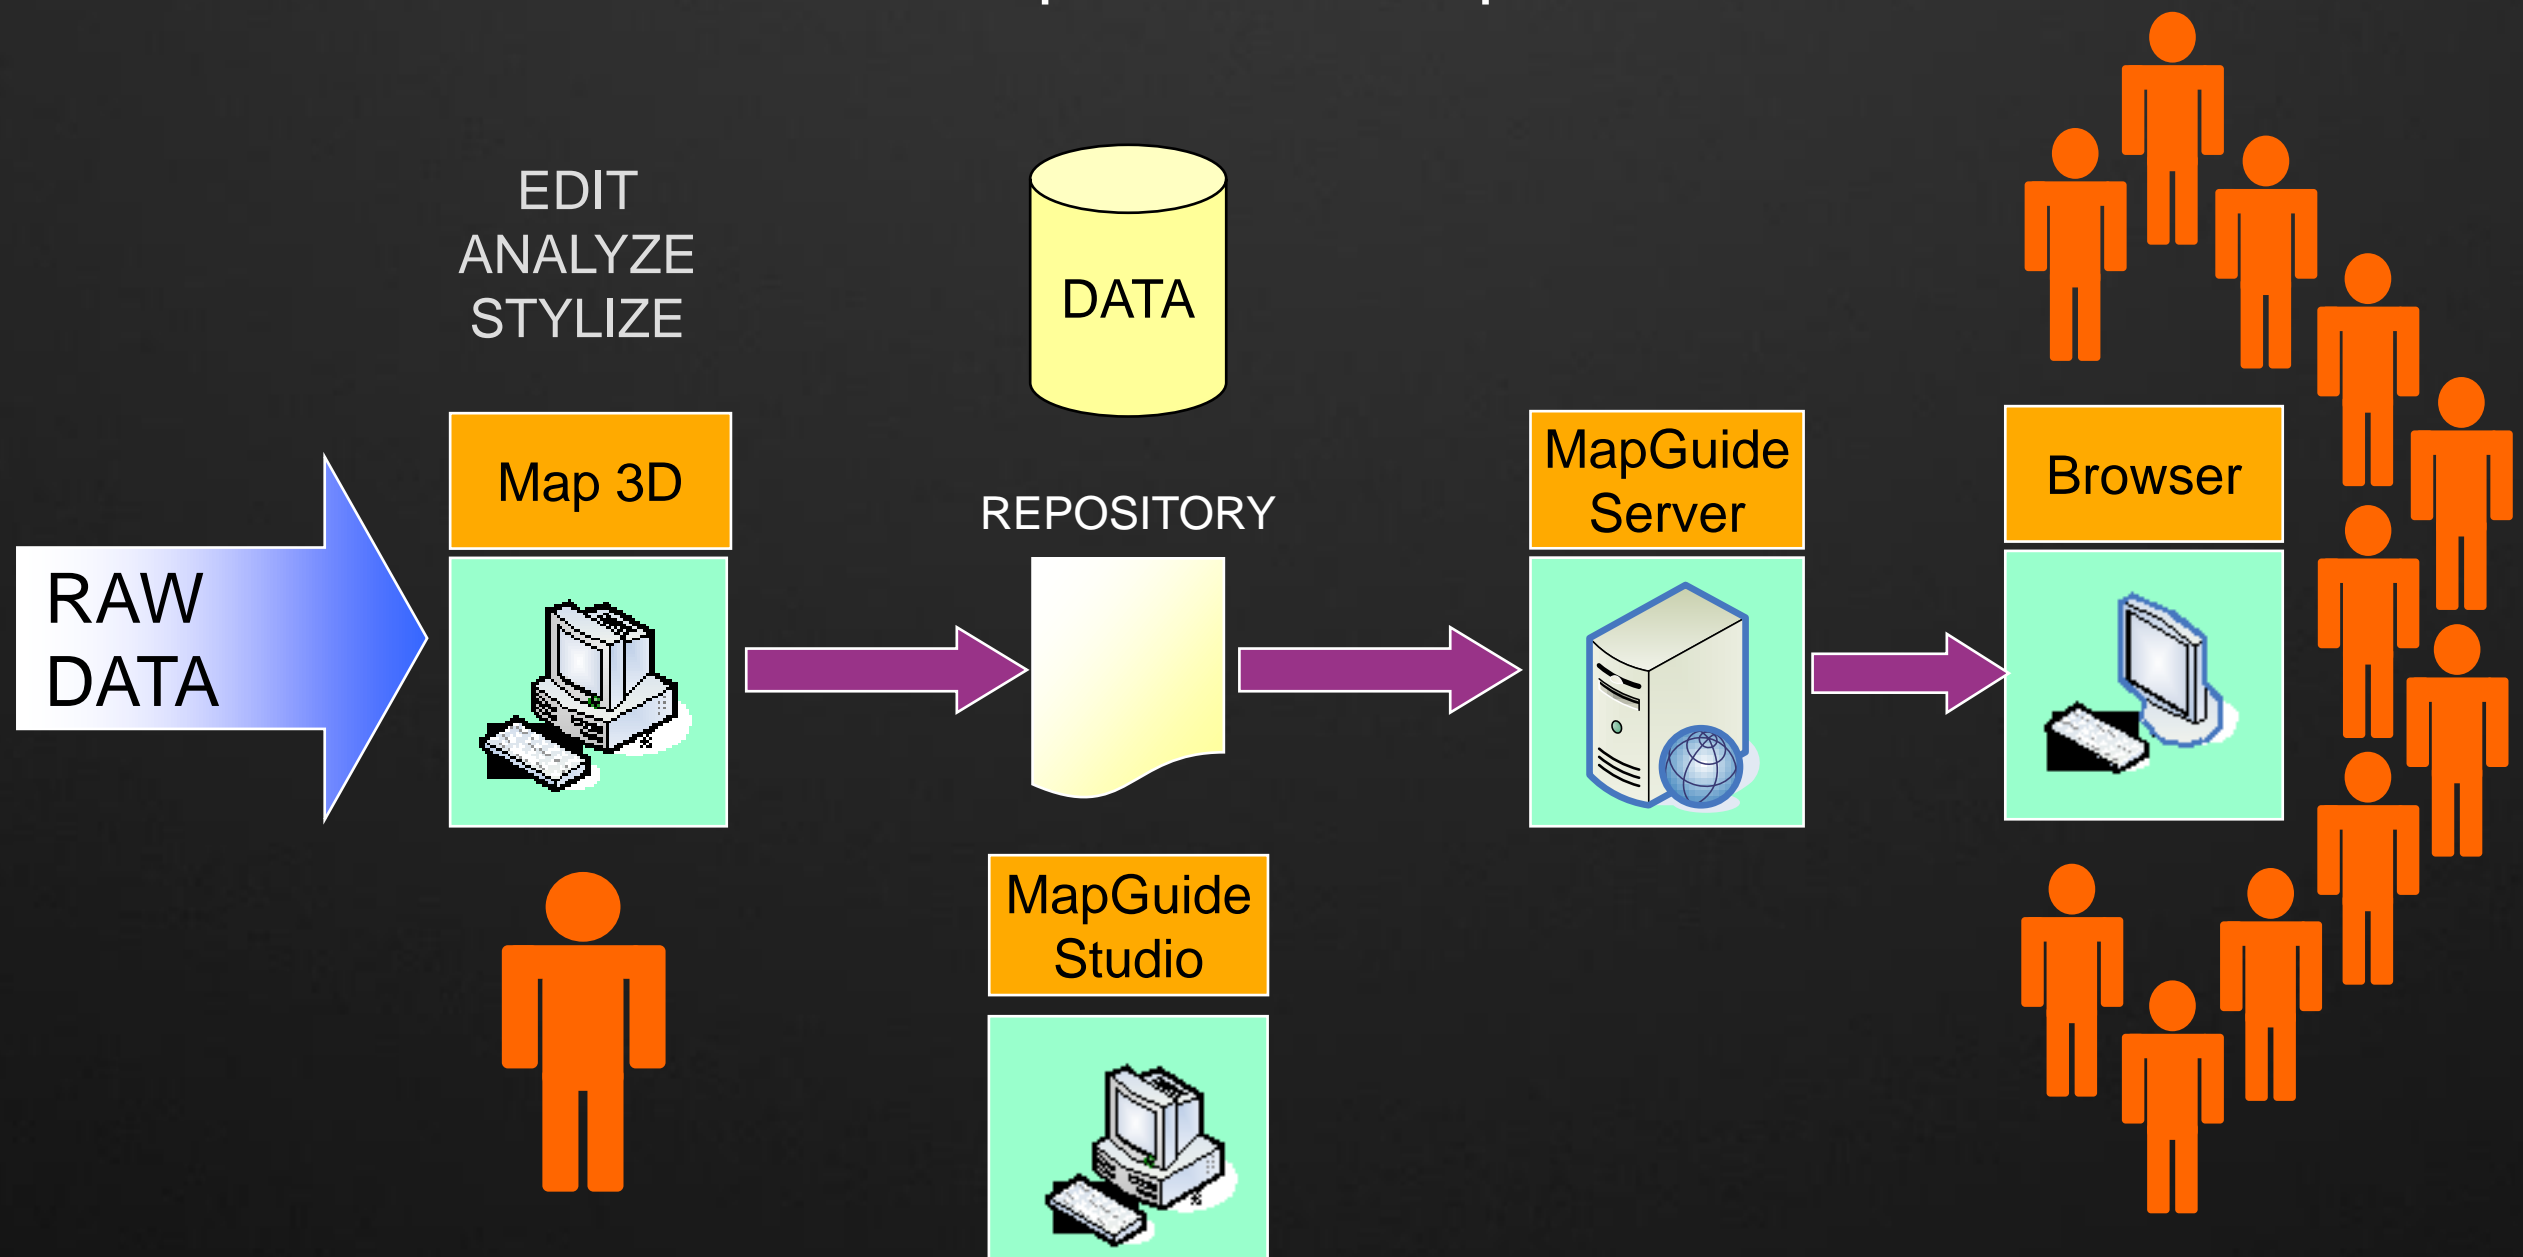 EDIT
ANALYZE
STYLIZE
DATA
Map 3D
REPOSITORY
MapGuide
Server
Browser
RAW
DATA
MapGuide
Studio